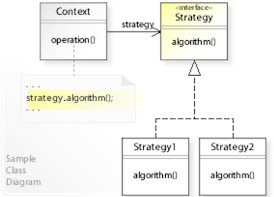 Context
operation()
strategy
«interface»
Strategy
algorithm()
. . .
strategy.algorithm();
. . .
Strategy1
algorithm()
Strategy2
algorithm()
Sample
Class
Diagram